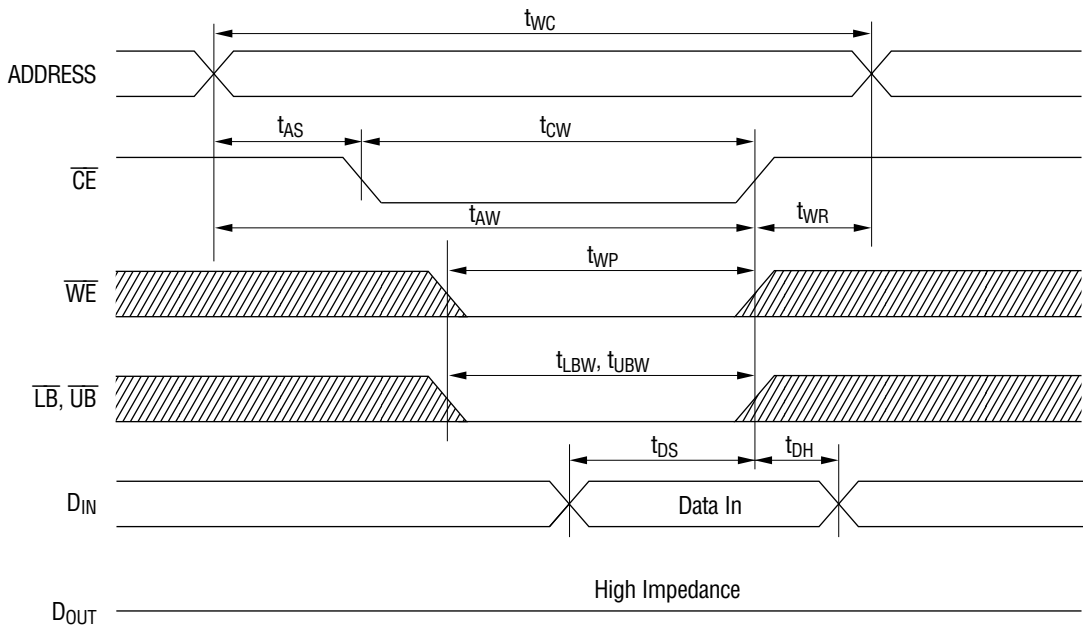 tWC
ADDRESS
tAS
tCW
CE
tAW
tWR
tWP
WE
tLBW, tUBW
LB, UB
tDS
tDH
DIN
Data In
High Impedance
DOUT